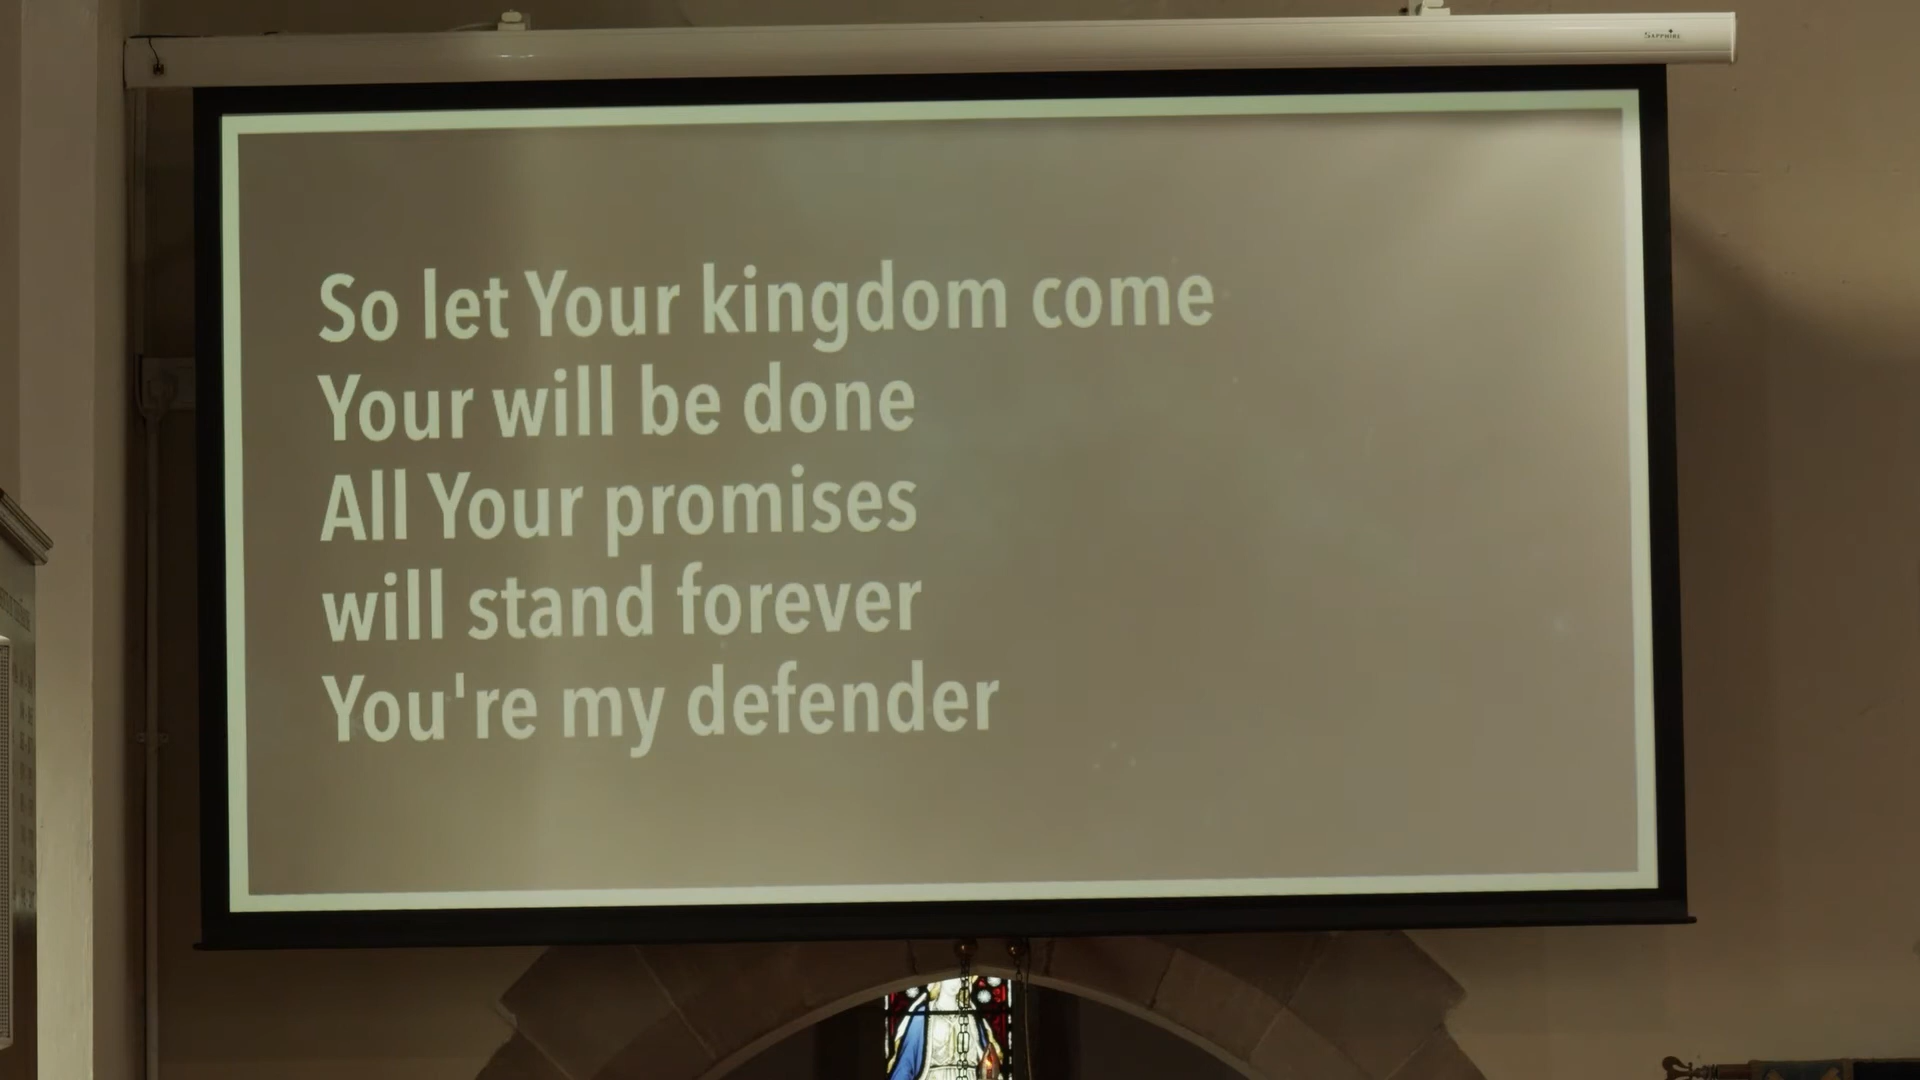 SAPPHIRE
So let Your kingdom come
Your will be done
All Your promises
will stand forever
You're my defender